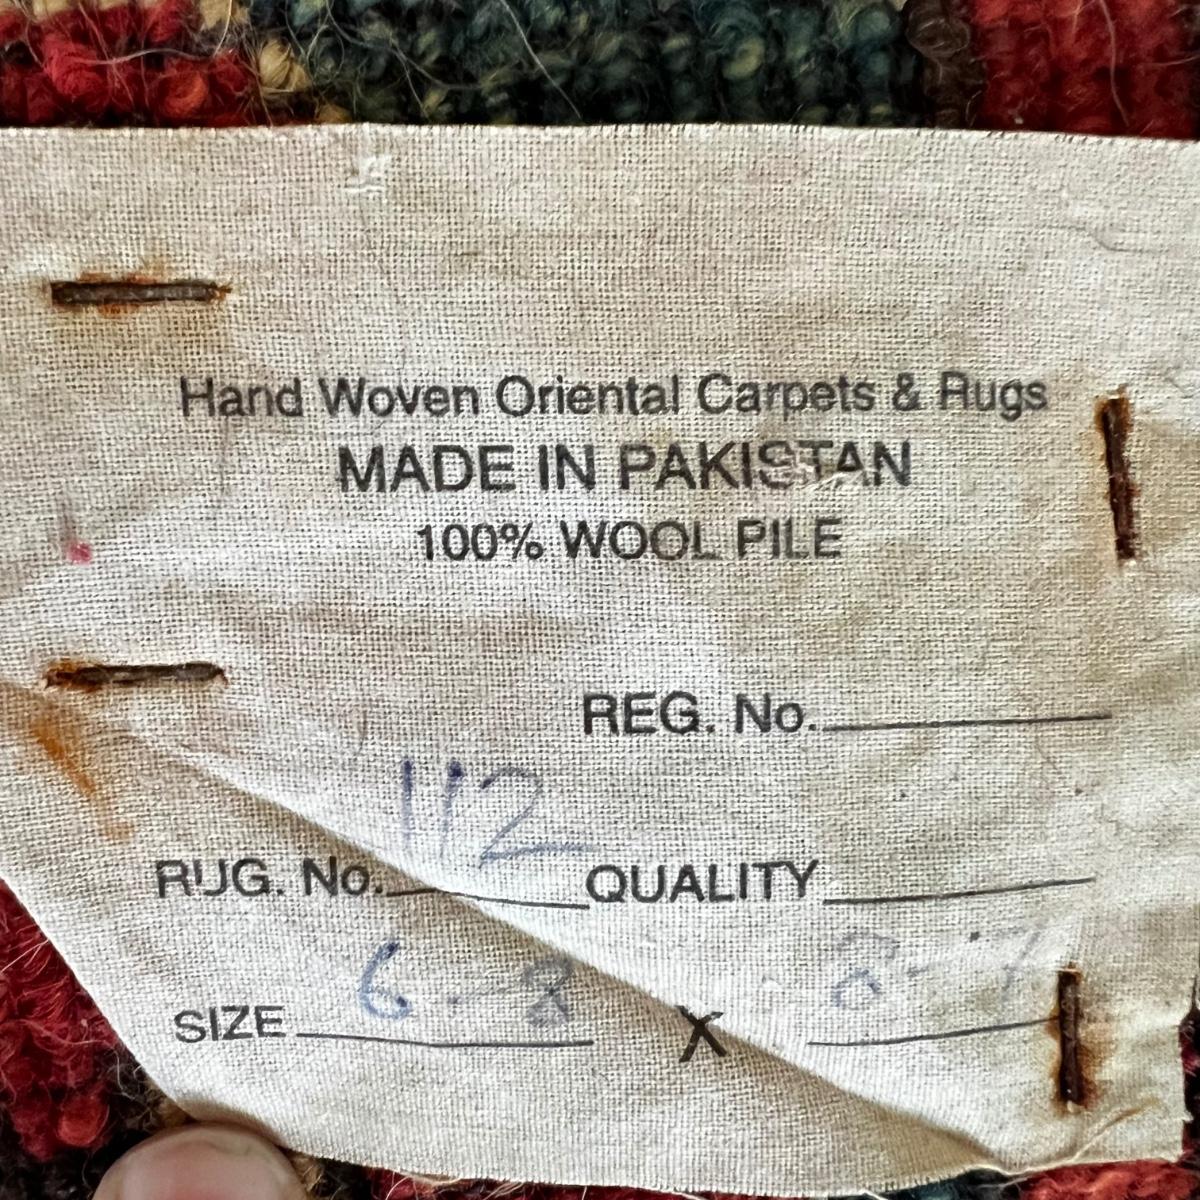 Hand Woven Oriental Carpets & Rugs
MADE IN PAKISTAN
100% WOOL PILE
REG. No.
RUG. No. 112 QUALITY
SIZE 6-8 X 8-7